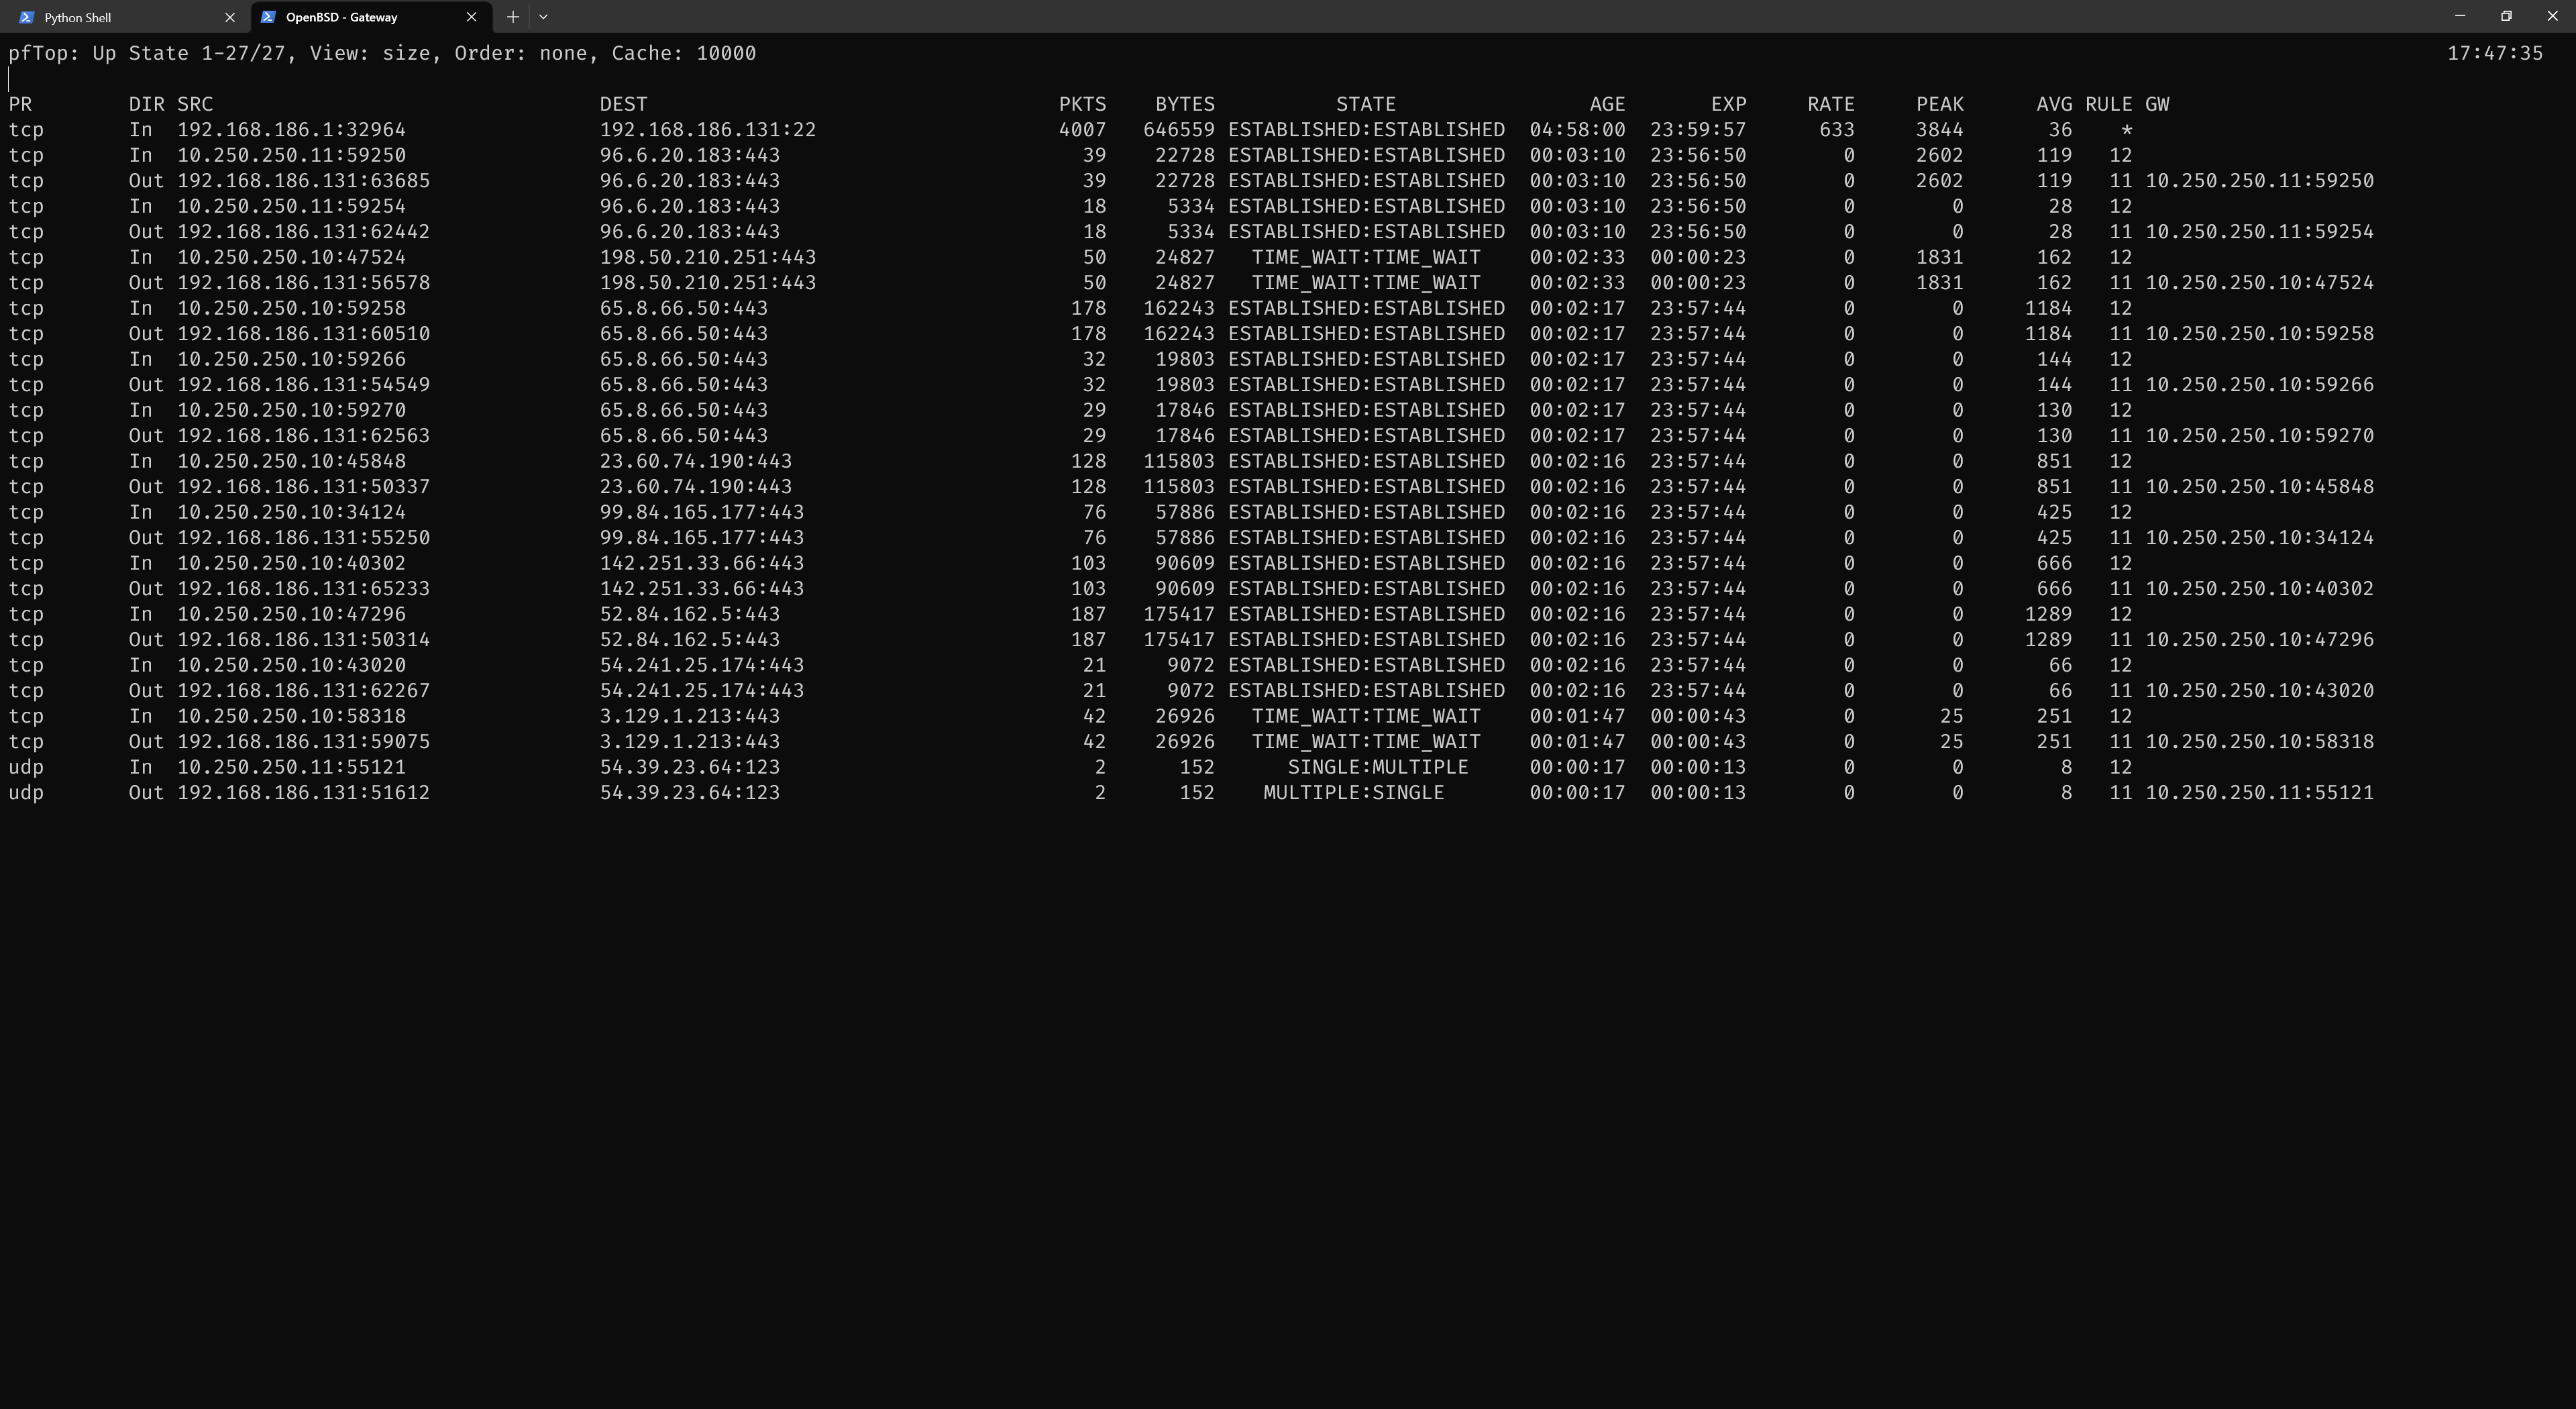 Python Shell OpenBSD - Gateway
pfTop: Up State 1-27/27, View: size, Order: none, Cache: 10000 17:47:35
PR DIR SRC DEST PKTS BYTES STATE AGE EXP RATE PEAK AVG RULE GW
tcp In 192.168.186.1:32964 192.168.186.131:22 4007 646559 ESTABLISHED:ESTABLISHED 04:58:00 23:59:57 633 3844 36 *
tcp In 10.250.250.11:59250 96.6.20.183:443 39 22728 ESTABLISHED:ESTABLISHED 00:03:10 23:56:50 0 2602 119 12
tcp Out 192.168.186.131:63685 96.6.20.183:443 39 22728 ESTABLISHED:ESTABLISHED 00:03:10 23:56:50 0 2602 119 11 10.250.250.11:59250
tcp In 10.250.250.11:59254 96.6.20.183:443 18 5334 ESTABLISHED:ESTABLISHED 00:03:10 23:56:50 0 0 28 12
tcp Out 192.168.186.131:62442 96.6.20.183:443 18 5334 ESTABLISHED:ESTABLISHED 00:03:10 23:56:50 0 0 28 11 10.250.250.11:59254
tcp In 10.250.250.10:47524 198.50.210.251:443 50 24827 TIME_WAIT:TIME_WAIT 00:02:33 00:00:23 0 1831 162 12
tcp Out 192.168.186.131:56578 198.50.210.251:443 50 24827 TIME_WAIT:TIME_WAIT 00:02:33 00:00:23 0 1831 162 11 10.250.250.10:47524
tcp In 10.250.250.10:59258 65.8.66.50:443 178 162243 ESTABLISHED:ESTABLISHED 00:02:17 23:57:44 0 0 1184 12
tcp Out 192.168.186.131:60510 65.8.66.50:443 178 162243 ESTABLISHED:ESTABLISHED 00:02:17 23:57:44 0 0 1184 11 10.250.250.10:59258
tcp In 10.250.250.10:59266 65.8.66.50:443 32 19803 ESTABLISHED:ESTABLISHED 00:02:17 23:57:44 0 0 144 12
tcp Out 192.168.186.131:54549 65.8.66.50:443 32 19803 ESTABLISHED:ESTABLISHED 00:02:17 23:57:44 0 0 144 11 10.250.250.10:59266
tcp In 10.250.250.10:59270 65.8.66.50:443 29 17846 ESTABLISHED:ESTABLISHED 00:02:17 23:57:44 0 0 130 12
tcp Out 192.168.186.131:62563 65.8.66.50:443 29 17846 ESTABLISHED:ESTABLISHED 00:02:17 23:57:44 0 0 130 11 10.250.250.10:59270
tcp In 10.250.250.10:45848 23.60.74.190:443 128 115803 ESTABLISHED:ESTABLISHED 00:02:16 23:57:44 0 0 851 12
tcp Out 192.168.186.131:50337 23.60.74.190:443 128 115803 ESTABLISHED:ESTABLISHED 00:02:16 23:57:44 0 0 851 11 10.250.250.10:45848
tcp In 10.250.250.10:34124 99.84.165.177:443 76 57886 ESTABLISHED:ESTABLISHED 00:02:16 23:57:44 0 0 425 12
tcp Out 192.168.186.131:55250 99.84.165.177:443 76 57886 ESTABLISHED:ESTABLISHED 00:02:16 23:57:44 0 0 425 11 10.250.250.10:34124
tcp In 10.250.250.10:40302 142.251.33.66:443 103 90609 ESTABLISHED:ESTABLISHED 00:02:16 23:57:44 0 0 666 12
tcp Out 192.168.186.131:65233 142.251.33.66:443 103 90609 ESTABLISHED:ESTABLISHED 00:02:16 23:57:44 0 0 666 11 10.250.250.10:40302
tcp In 10.250.250.10:47296 52.84.162.5:443 187 175417 ESTABLISHED:ESTABLISHED 00:02:16 23:57:44 0 0 1289 12
tcp Out 192.168.186.131:50314 52.84.162.5:443 187 175417 ESTABLISHED:ESTABLISHED 00:02:16 23:57:44 0 0 1289 11 10.250.250.10:47296
tcp In 10.250.250.10:43020 54.241.25.174:443 21 9072 ESTABLISHED:ESTABLISHED 00:02:16 23:57:44 0 0 66 12
tcp Out 192.168.186.131:62267 54.241.25.174:443 21 9072 ESTABLISHED:ESTABLISHED 00:02:16 23:57:44 0 0 66 11 10.250.250.10:43020
tcp In 10.250.250.10:58318 3.129.1.213:443 42 26926 TIME_WAIT:TIME_WAIT 00:01:47 00:00:43 0 25 251 12
tcp Out 192.168.186.131:59075 3.129.1.213:443 42 26926 TIME_WAIT:TIME_WAIT 00:01:47 00:00:43 0 25 251 11 10.250.250.10:58318
udp In 10.250.250.11:55121 54.39.23.64:123 2 152 SINGLE:MULTIPLE 00:00:17 00:00:13 0 0 8 12
udp Out 192.168.186.131:51612 54.39.23.64:123 2 152 MULTIPLE:SINGLE 00:00:17 00:00:13 0 0 8 11 10.250.250.11:55121